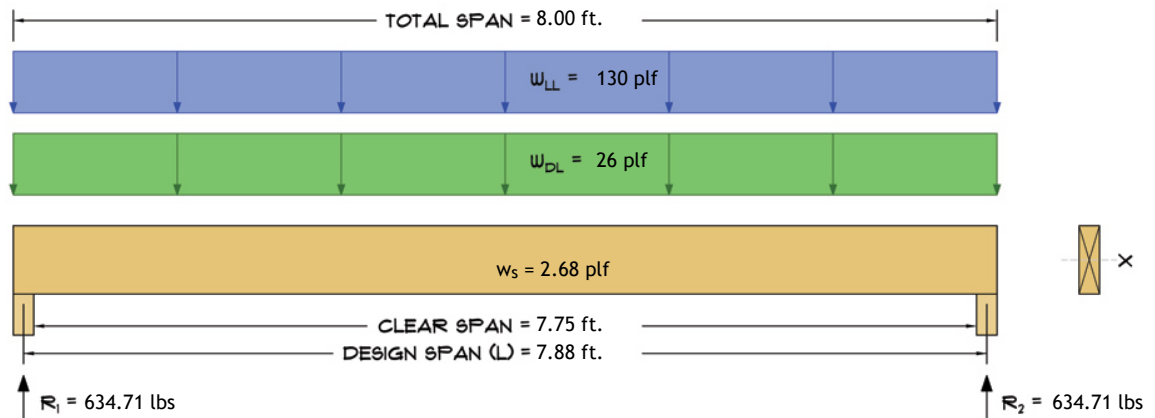 TOTAL SPAN = 8.00 ft.
WLL = 130 plf
WDL = 26 plf
ws = 2.68 plf
X
CLEAR SPAN = 7.75 ft.
DESIGN SPAN (L) = 7.88 ft.
R1 = 634.71 lbs
R2 = 634.71 lbs